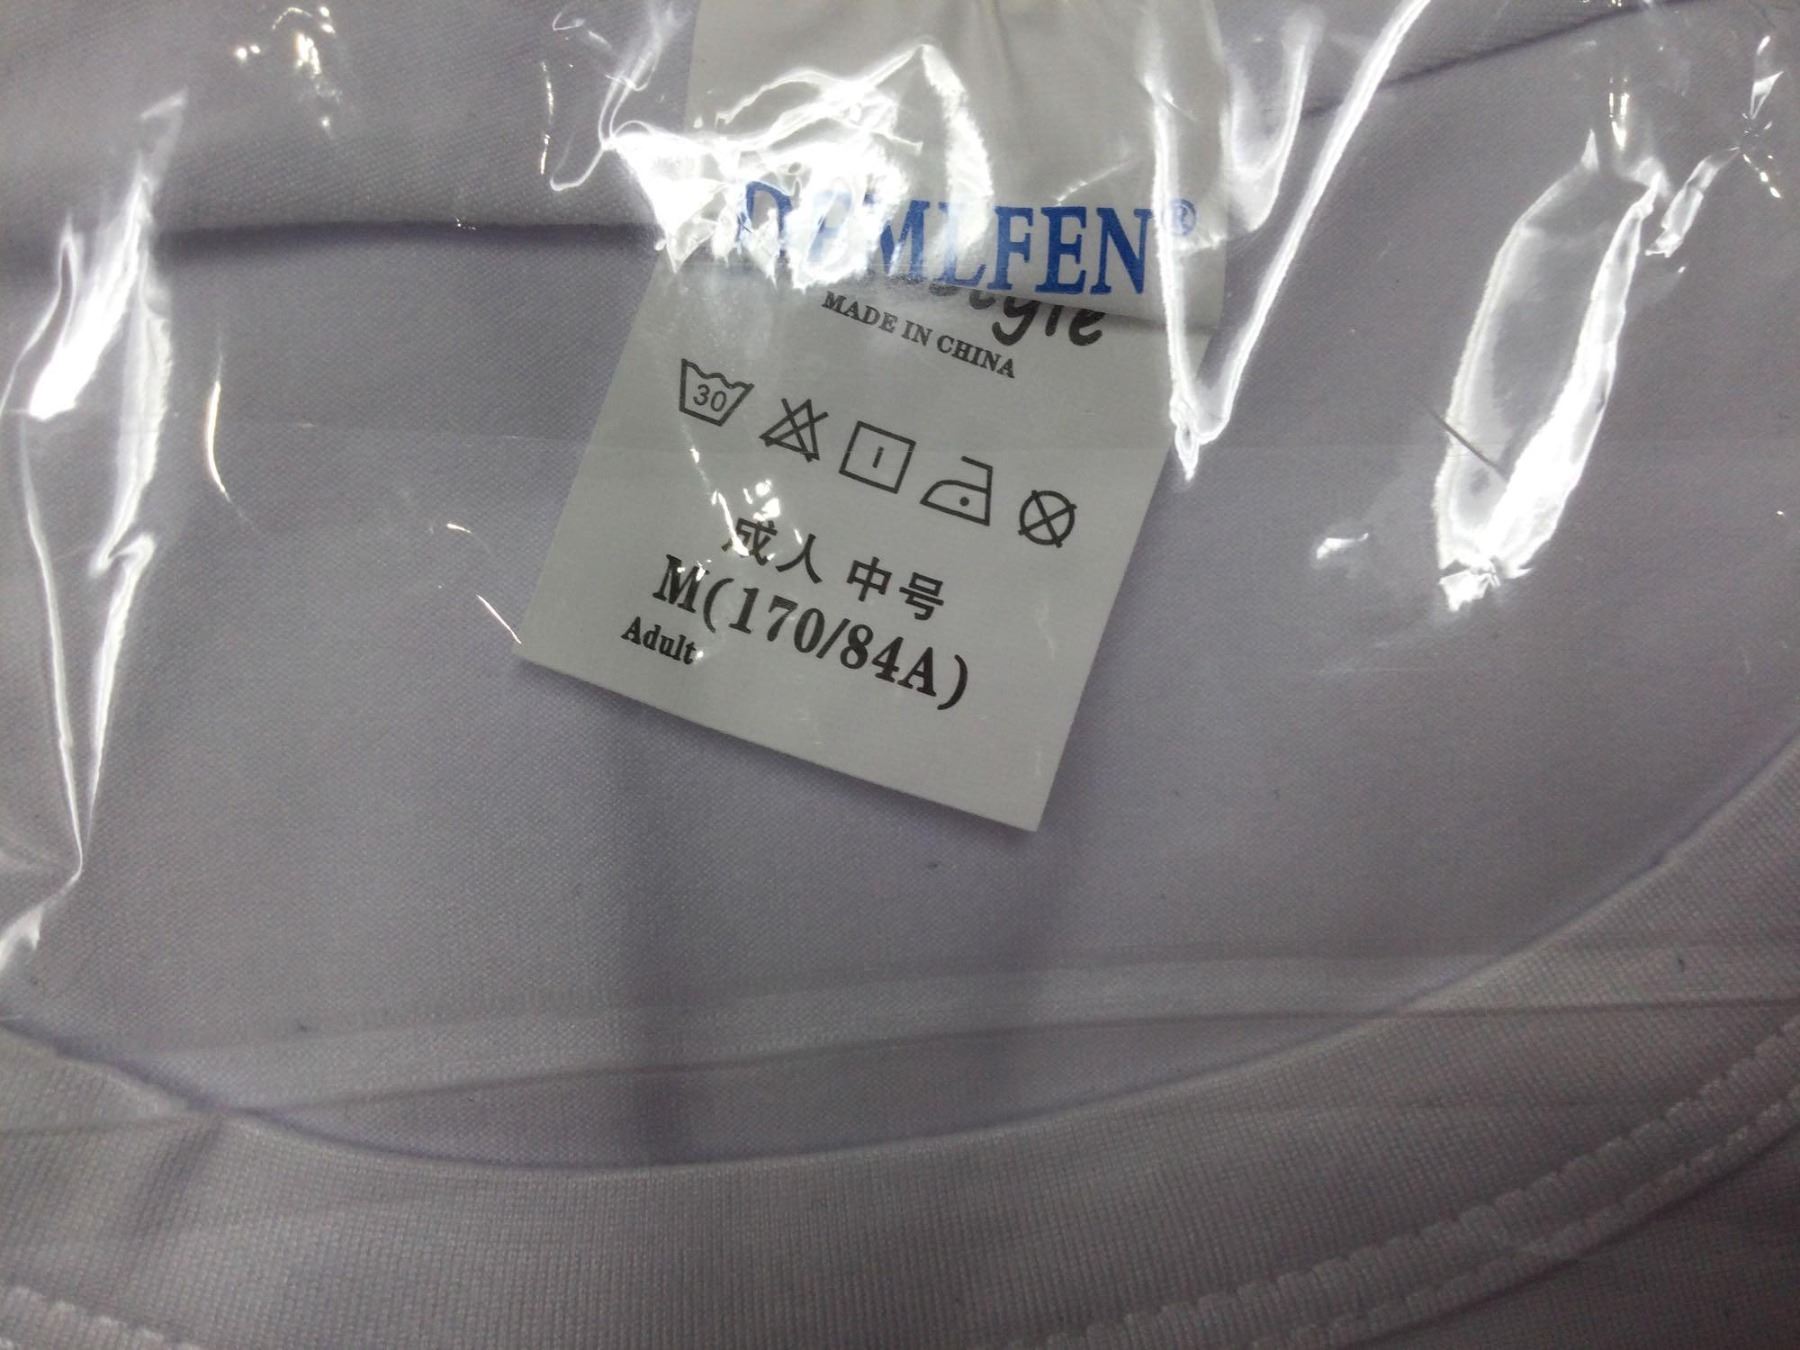 MADE IN CHINA
30
成人 中号
M(170/84A)
Adult